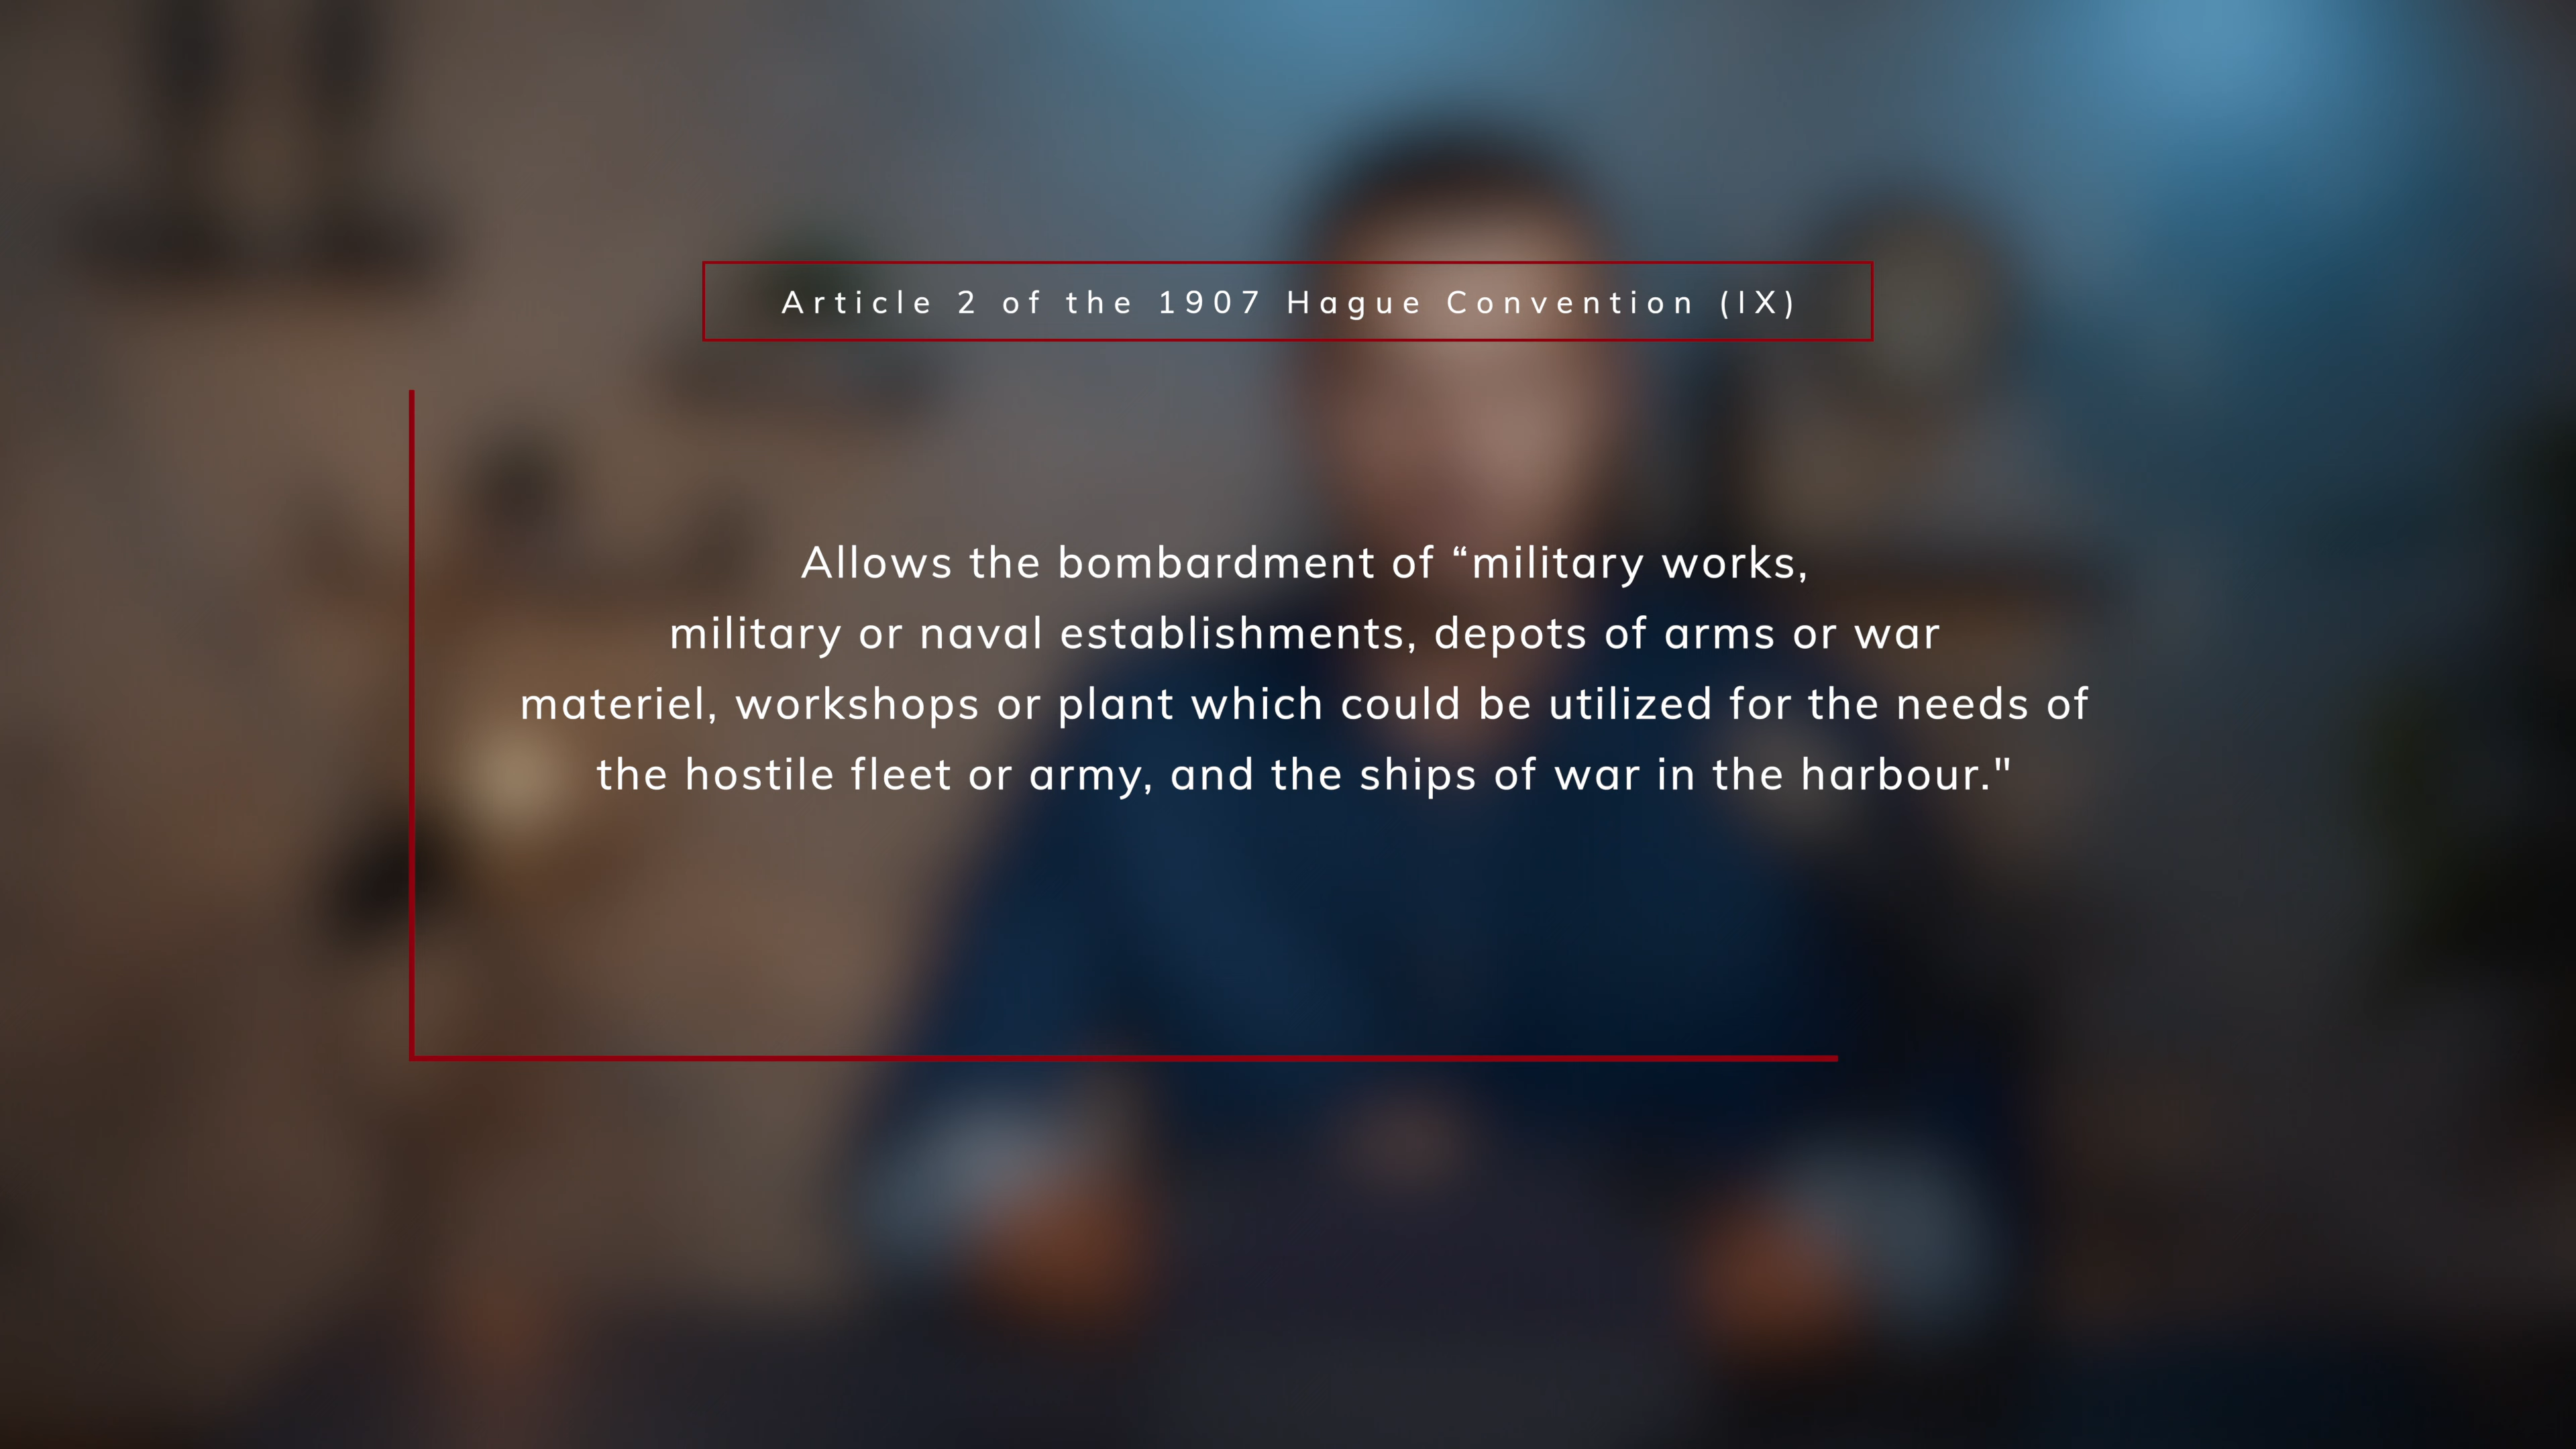 Article 2 of the 1907 Hague Convention (IX)
Allows the bombardment of “military works,
military or naval establishments, depots of arms or war
materiel, workshops or plant which could be utilized for the needs of
the hostile fleet or army, and the ships of war in the harbour."